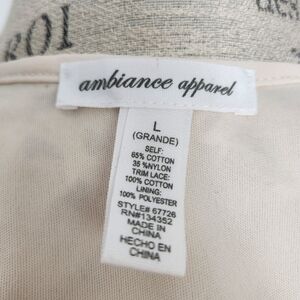 ambiance apparel
L
(GRANDE)
SELF:
65% COTTON
35 %NYLON
TRIM LACE:
100% COTTON
LINING:
100% POLYESTER
STYLE# 67726
RN#134352
MADE IN
CHINA
HECHO EN
CHINA